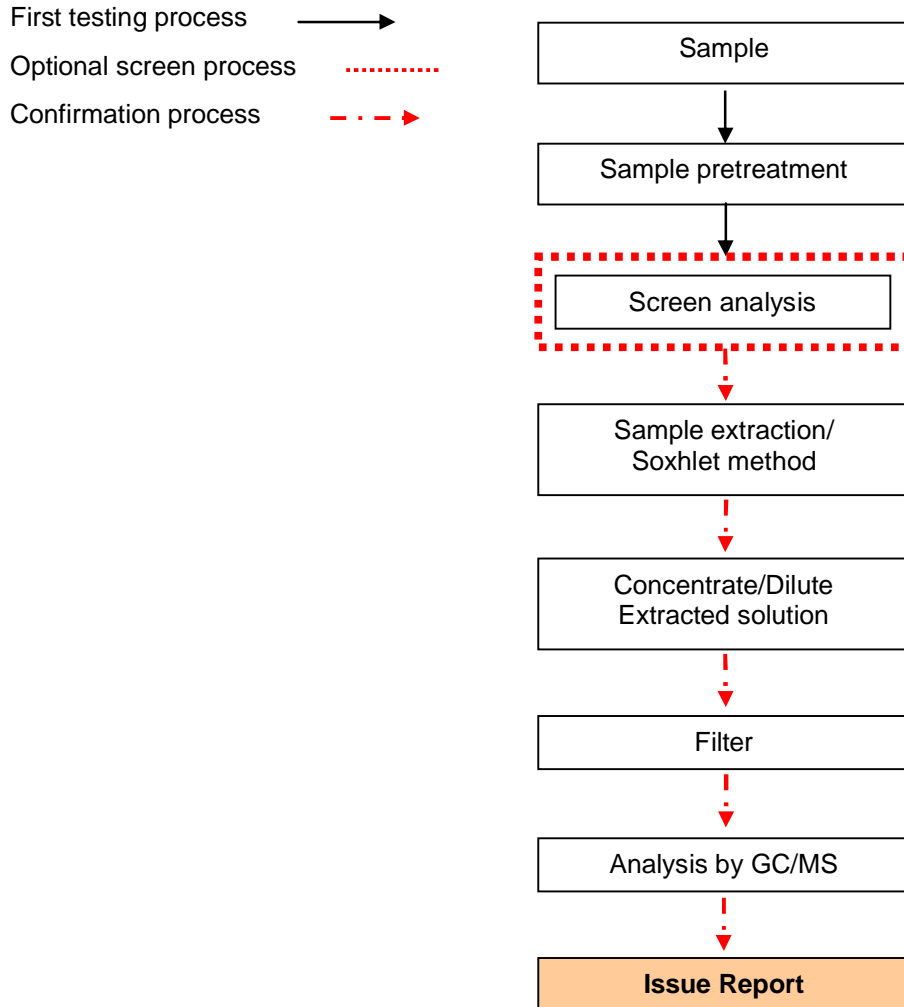 First testing process
Optional screen process
Confirmation process
Sample
Sample pretreatment
Screen analysis
Sample extraction/
Soxhlet method
Concentrate/Dilute
Extracted solution
Filter
Analysis by GC/MS
Issue Report